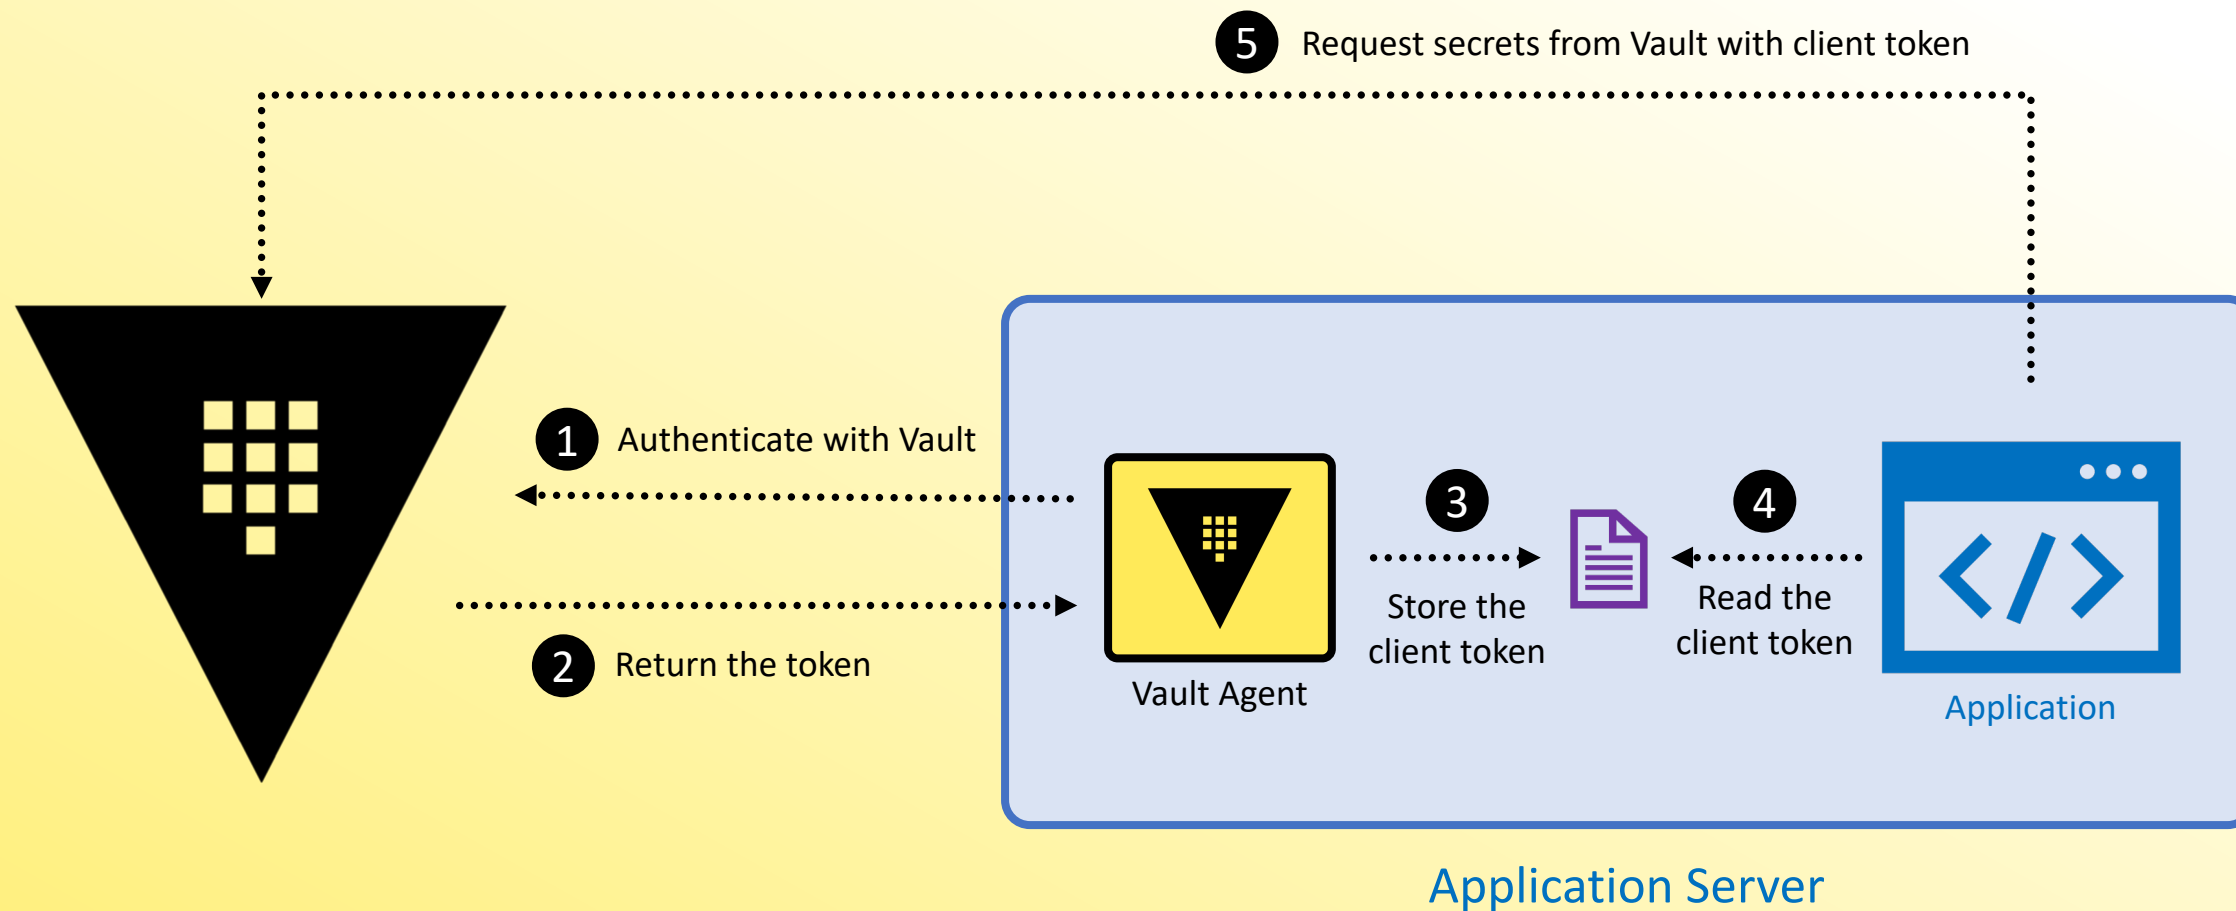 5 Request secrets from Vault with client token
1 Authenticate with Vault
2 Return the token
Vault Agent
3
Store the
client token
4
Read the
client token
</>
Application
Application Server